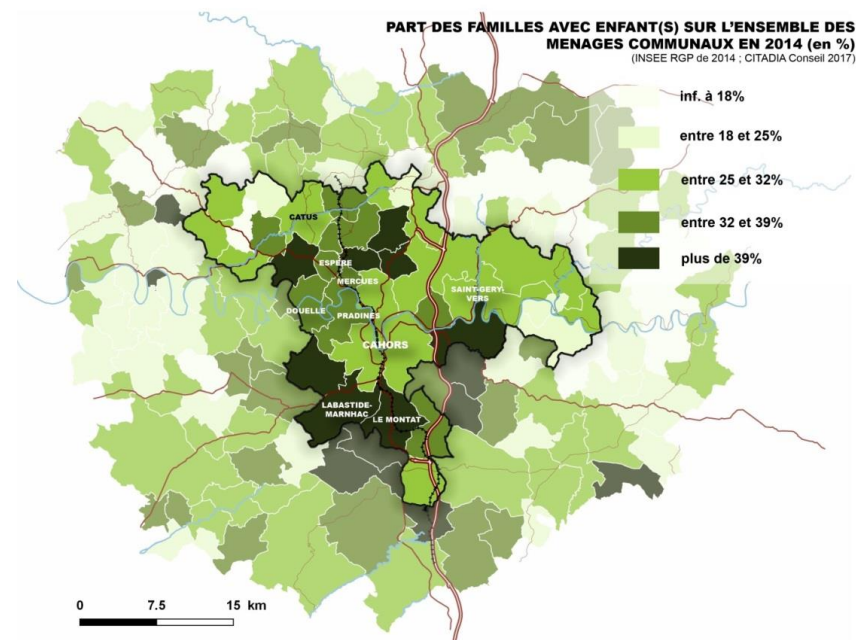 PART DES FAMILLES AVEC ENFANT(S) SUR L'ENSEMBLE DES
MENAGES COMMUNAUX EN 2014 (en %)
(INSEE RGP de 2014 ; CITADIA Conseil 2017)
inf. à 18%
entre 18 et 25%
entre 25 et 32%
entre 32 et 39%
plus de 39%
CATUS
ESPERE
MERCUES
SAINT-GERY-
VERS
DOUELLE
PRADINES
CAHORS
LABASTIDE-
MARNHAC
LE MONTAT
0 7.5 15 km